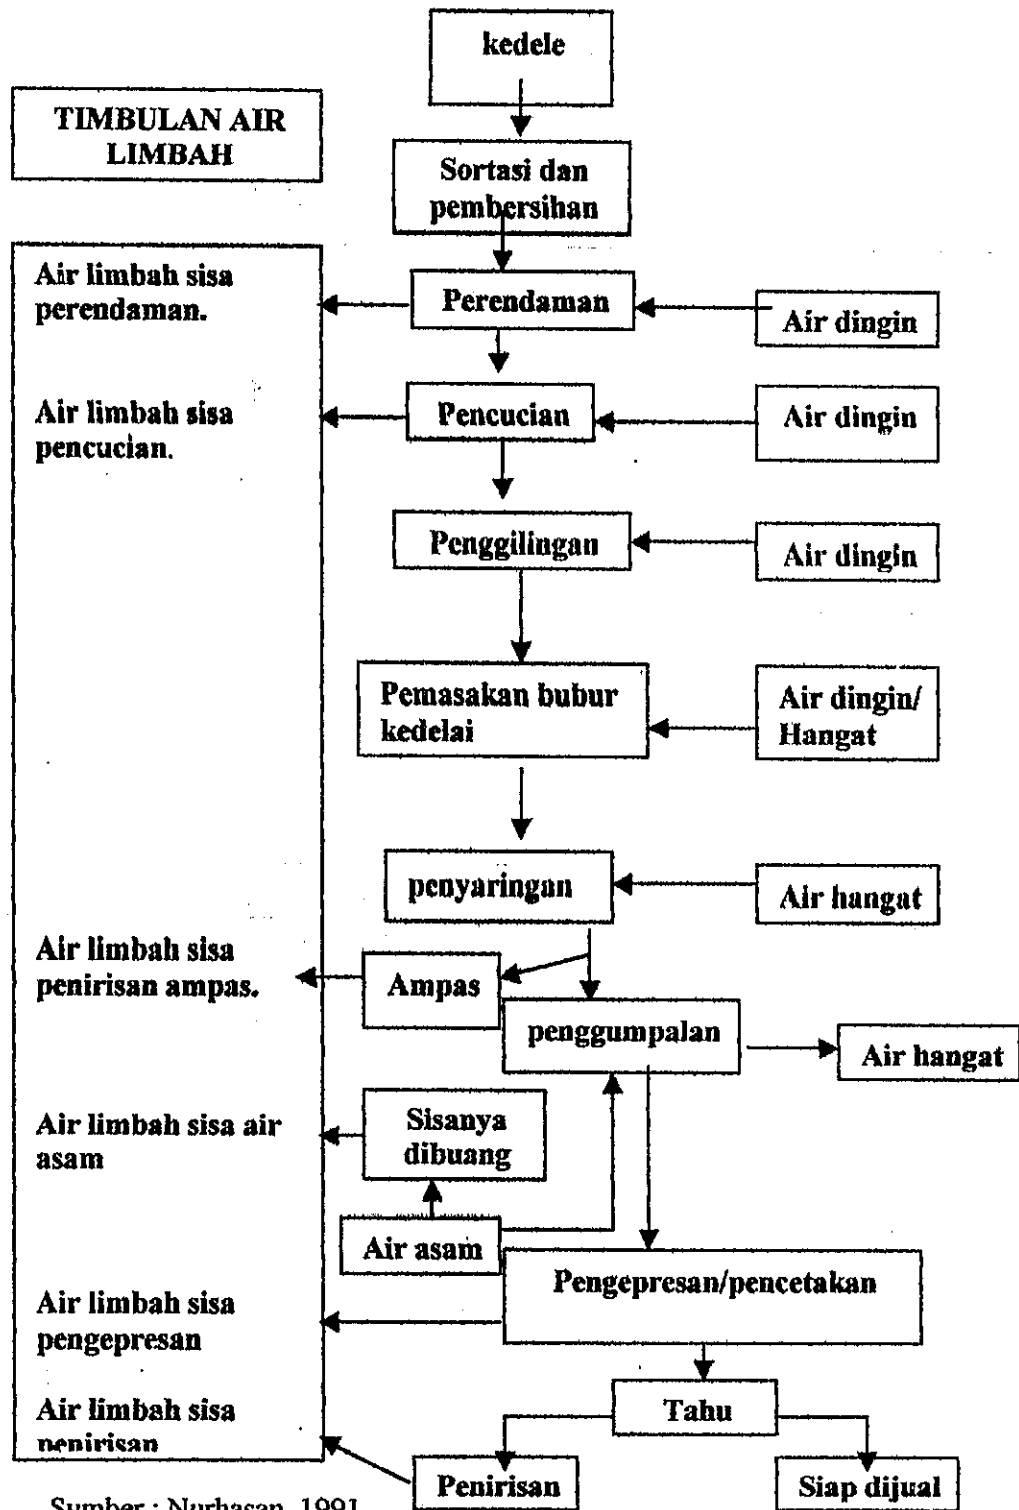 kedele
TIMBULAN AIR
LIMBAH
Sortasi dan
pembersihan
Air limbah sisa
perendaman.
Perendaman
Air dingin
Air limbah sisa
pencucian.
Pencucian
Air dingin
Penggilingan
Air dingin
Pemasakan bubur
kedelai
Air dingin/
Hangat
penyaringan
Air hangat
Air limbah sisa
penirisan ampas.
Ampas
penggumpalan
Air hangat
Air limbah sisa air
asam
Sisanya
dibuang
Air asam
Pengepresan/pencetakan
Air limbah sisa
pengepresan
Tahu
Air limbah sisa
penirisan
Penirisan
Siap dijual
Sumber : Nurhasan, 1991